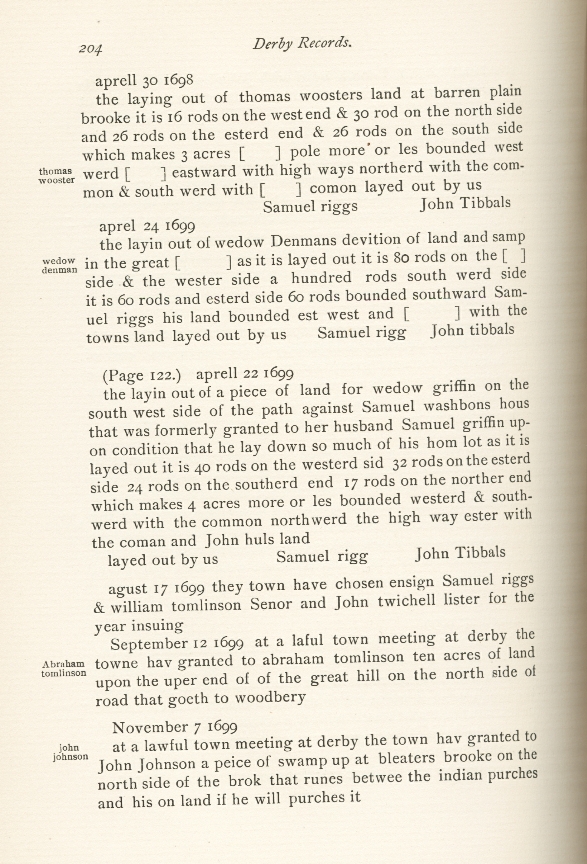 204 Derby Records.
aprell 30 1698
the laying out of thomas woosters land at barren plain
brooke it is 16 rods on the west end & 30 rod on the north side
and 26 rods on the esterd end & 26 rods on the south side
which makes 3 acres [ ] pole more or les bounded west
thomas
wooster
werd [ ] eastward with high ways northerd with the com-
mon & south werd with [ ] comon layed out by us
Samuel riggs John Tibbals
aprel 24 1699
the layin out of wedow Denmans devition of land and samp
wedow
denman
in the great [ ] as it is layed out it is 80 rods on the [ ]
side & the wester side a hundred rods south werd side
it is 60 rods and esterd side 60 rods bounded southward Sam-
uel riggs his land bounded est west and [ ] with the
towns land layed out by us Samuel rigg John tibbals
(Page 122.) aprell 22 1699
the layin out of a piece of land for wedow griffin on the
south west side of the path against Samuel washbons hous
that was formerly granted to her husband Samuel griffin up-
on condition that he lay down so much of his hom lot as it is
layed out it is 40 rods on the westerd sid 32 rods on the esterd
side 24 rods on the southerd end 17 rods on the norther end
which makes 4 acres more or les bounded westerd & south-
werd with the common northwerd the high way ester with
the coman and John huls land
layed out by us Samuel rigg John Tibbals
agust 17 1699 they town have chosen ensign Samuel riggs
& william tomlinson Senor and John twichell lister for the
year insuing
September 12 1699 at a laful town meeting at derby the
Abraham
tomlinson
towne hav granted to abraham tomlinson ten acres of land
upon the uper end of of the great hill on the north side of
road that goeth to woodbery
November 7 1699
john
johnson
at a lawful town meeting at derby the town hav granted to
John Johnson a peice of swamp up at bleaters brooke on the
north side of the brok that runes betwee the indian purches
and his on land if he will purches it